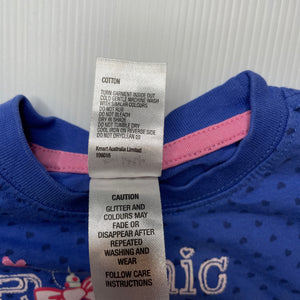 COTTON
TURN GARMENT INSIDE OUT
COLD GENTLE MACHINE WASH
WITH SIMILAR COLOURS
DO NOT RUB
DO NOT BLEACH
DRY IN SHADE
DO NOT TUMBLE DRY
COOL IRON ON REVERSE SIDE
DO NOT DRYCLEAN
Kmart Australia Limited
CAUTION
GLITTER AND
COLOURS MAY
FADE OR
DISAPPEAR AFTER
REPEATED
WASHING AND
WEAR
FOLLOW CARE
INSTRUCTIONS
nic